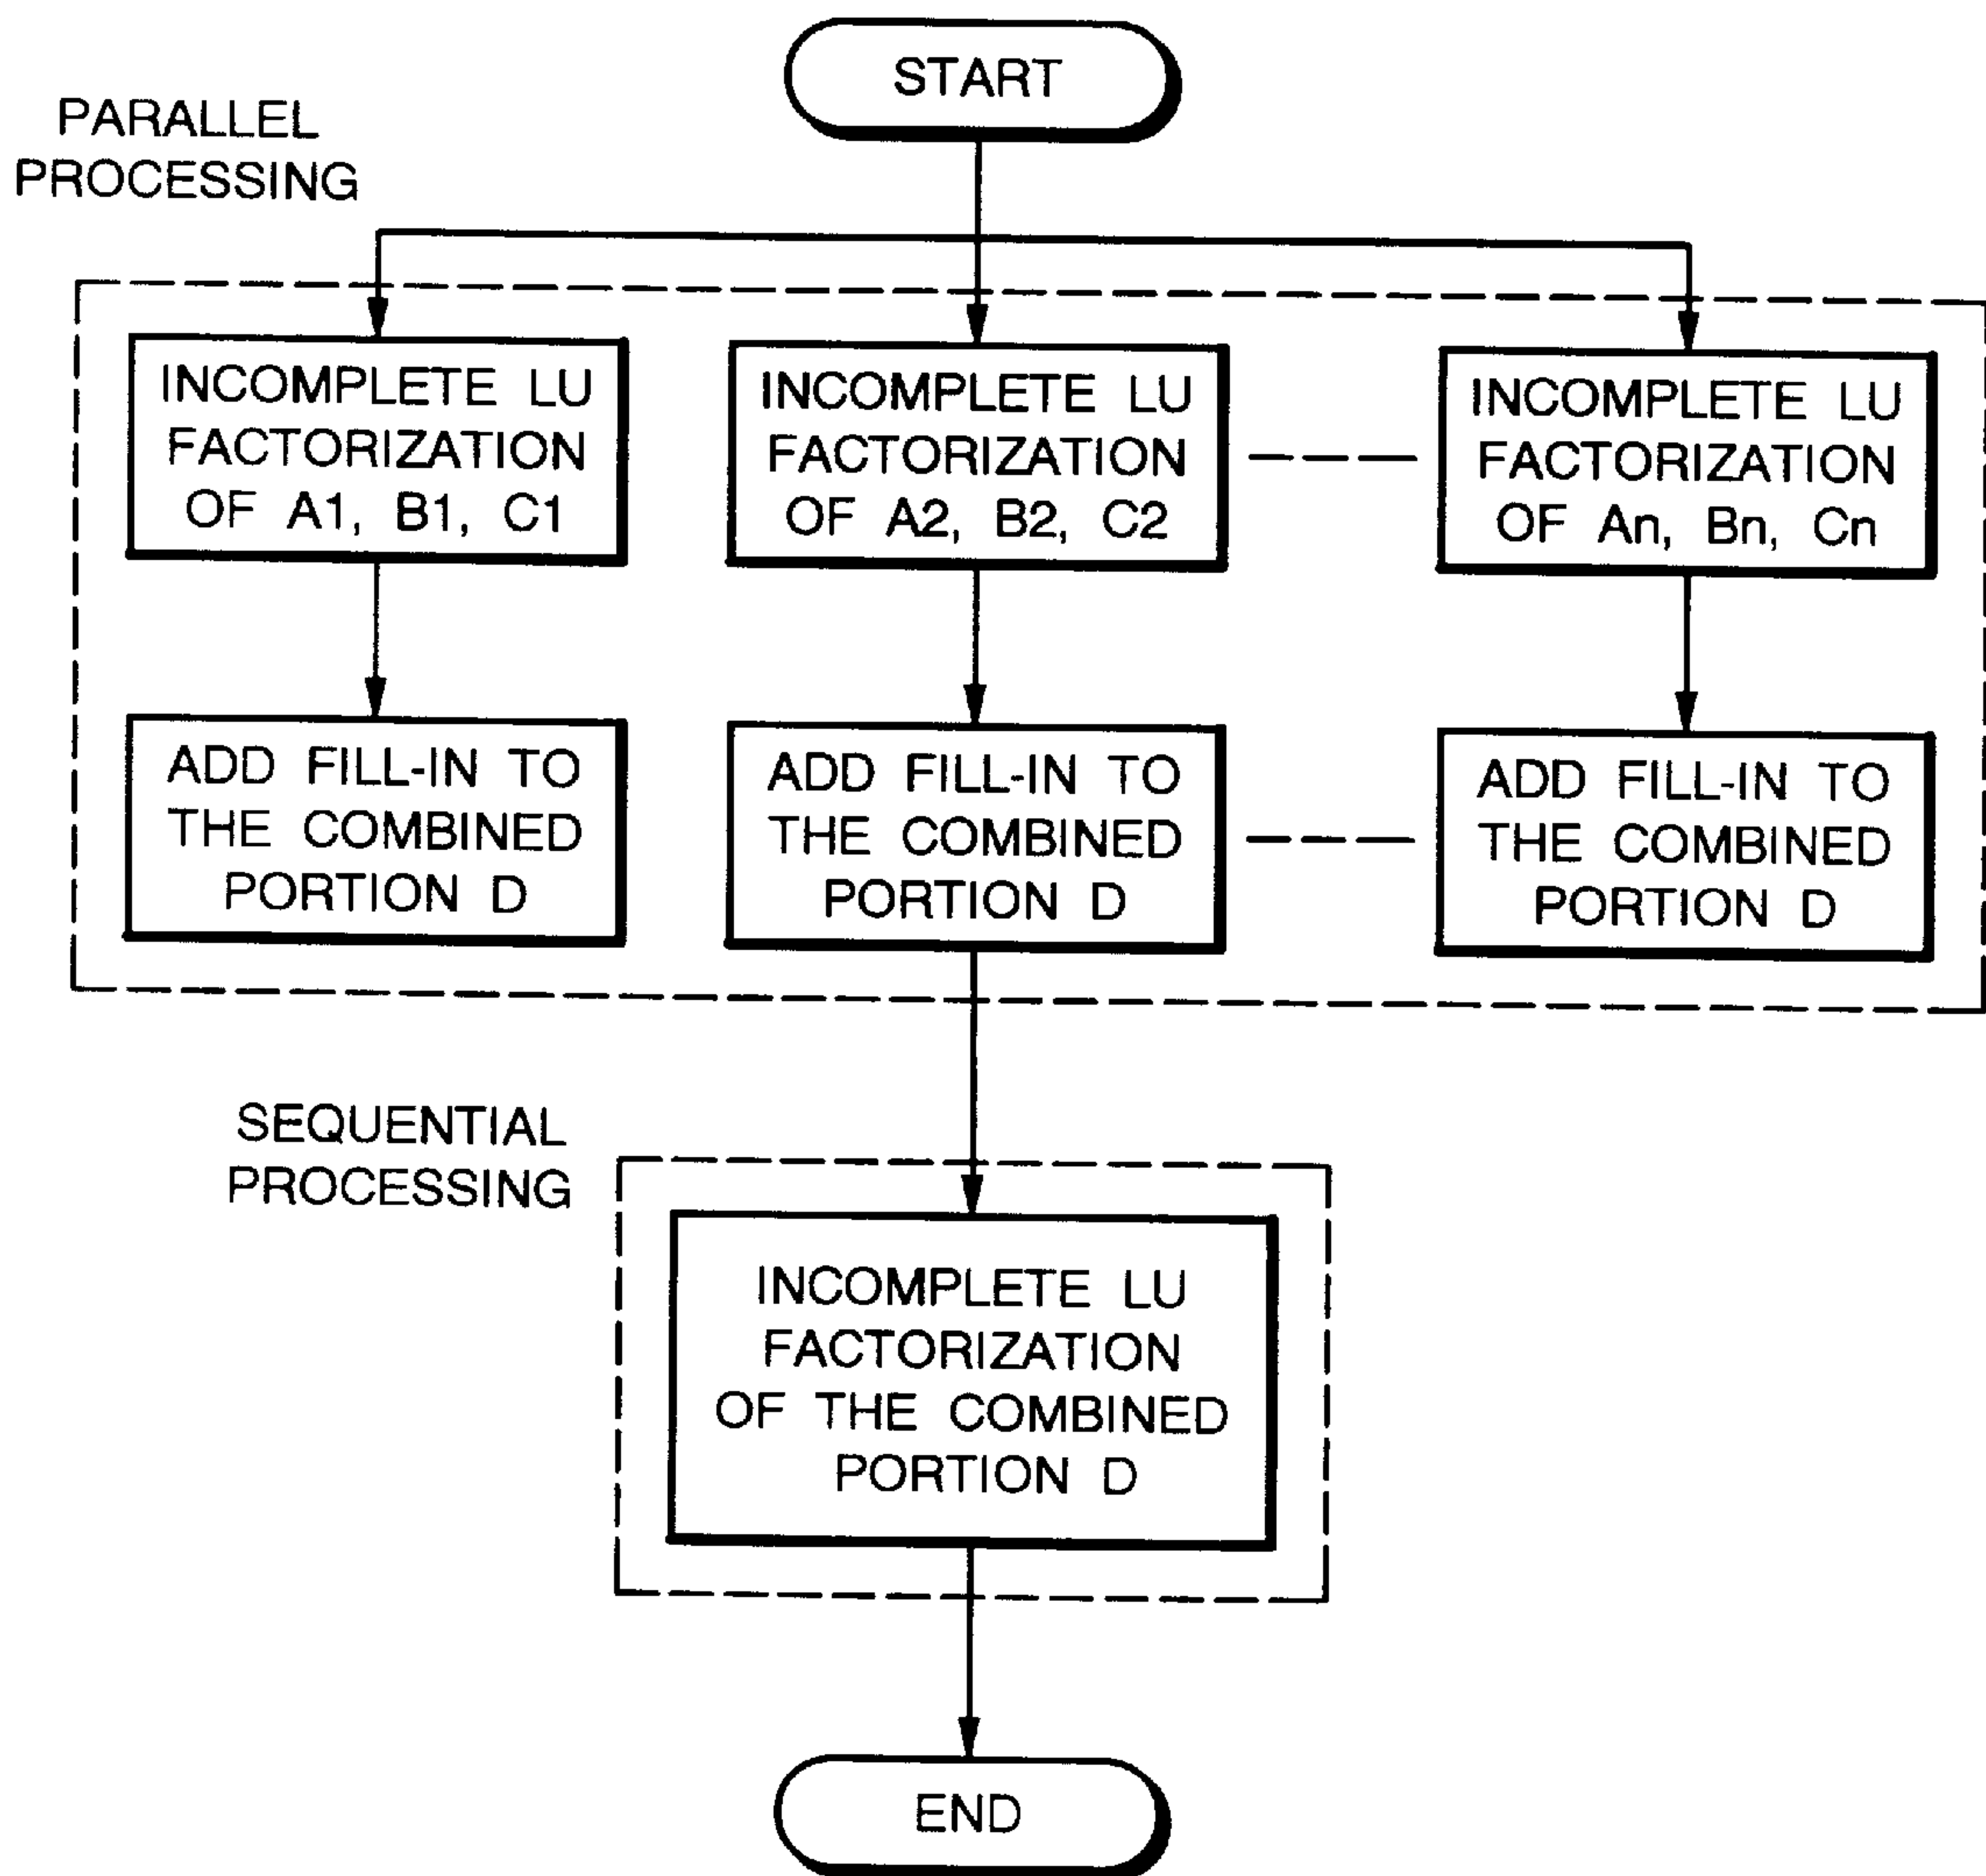 START
PARALLEL
PROCESSING
INCOMPLETE LU
FACTORIZATION
OF A1, B1, C1
INCOMPLETE LU
FACTORIZATION
OF A2, B2, C2
INCOMPLETE LU
FACTORIZATION
OF An, Bn, Cn
ADD FILL-IN TO
THE COMBINED
PORTION D
ADD FILL-IN TO
THE COMBINED
PORTION D
ADD FILL-IN TO
THE COMBINED
PORTION D
SEQUENTIAL
PROCESSING
INCOMPLETE LU
FACTORIZATION
OF THE COMBINED
PORTION D
END